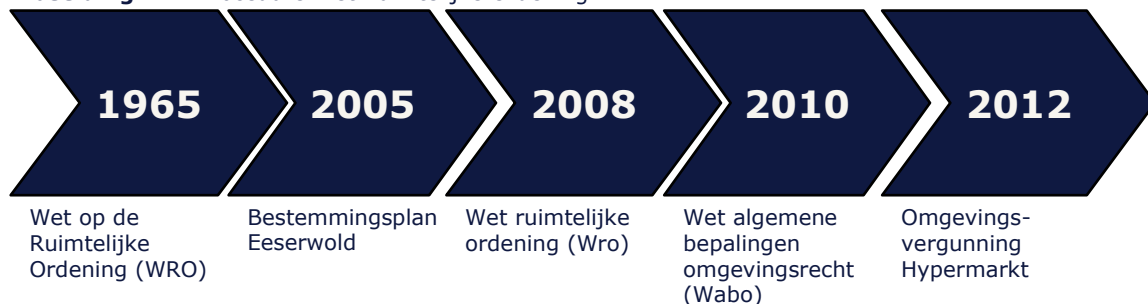 1965
2005
2008
2010
2012
Wet op de
Ruimtelijke
Ordening (WRO)
Bestemmingsplan
Eeserwold
Wet ruimtelijke
ordening (Wro)
Wet algemene
bepalingen
omgevingsrecht
(Wabo)
Omgevings-
vergunning
Hypermarkt